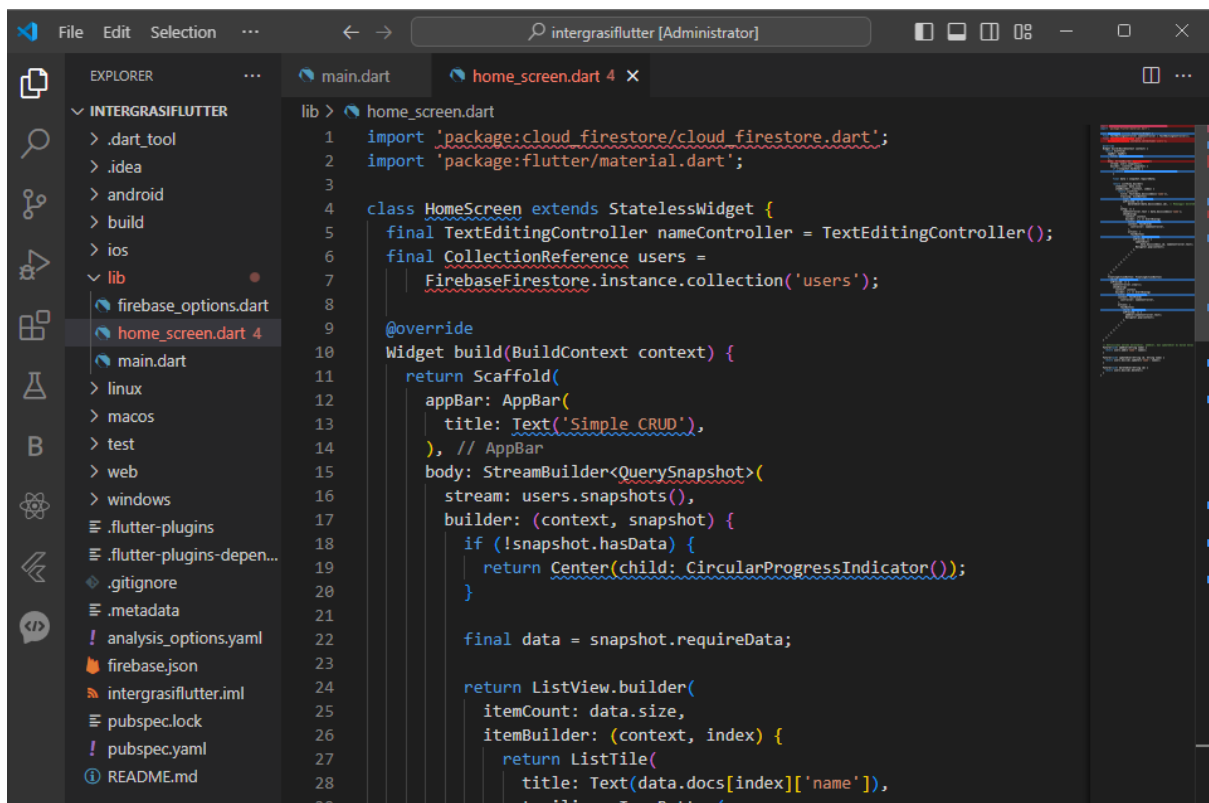 File Edit Selection ··· ← → intergrasiflutter [Administrator]
EXPLORER ···
main.dart
home_screen.dart 4 ×
···
INTERGRASIFLUTTER
.dart_tool
.idea
android
build
ios
lib
firebase_options.dart
home_screen.dart 4
main.dart
linux
macos
test
web
windows
.flutter-plugins
.flutter-plugins-depen...
.gitignore
.metadata
analysis_options.yaml
firebase.json
intergrasiflutter.iml
pubspec.lock
pubspec.yaml
README.md
lib > home_screen.dart
1 import 'package:cloud_firestore/cloud_firestore.dart';
2 import 'package:flutter/material.dart';
3
4 class HomeScreen extends StatelessWidget {
5 final TextEditingController nameController = TextEditingController();
6 final CollectionReference users =
7 FirebaseFirestore.instance.collection('users');
8
9 @override
10 Widget build(BuildContext context) {
11 return Scaffold(
12 appBar: AppBar(
13 title: Text('Simple CRUD'),
14 ), // AppBar
15 body: StreamBuilder<QuerySnapshot>(
16 stream: users.snapshots(),
17 builder: (context, snapshot) {
18 if (!snapshot.hasData) {
19 return Center(child: CircularProgressIndicator());
20 }
21
22 final data = snapshot.requireData;
23
24 return ListView.builder(
25 itemCount: data.size,
26 itemBuilder: (context, index) {
27 return ListTile(
28 title: Text(data.docs[index]['name']),